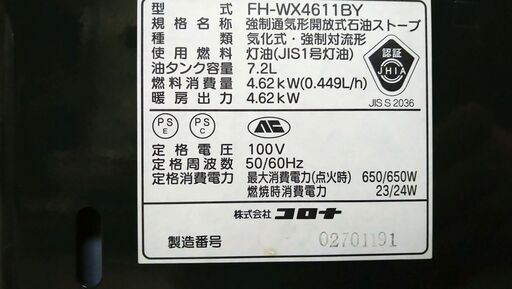 型式 FH-WX4611BY
規格名称 強制通気形開放式石油ストーブ
種類 気化式・強制対流形
使用燃料 灯油(JIS1号灯油)
油タンク容量 7.2L
燃料消費量 4.62kW(0.449L/h)
暖房出力 4.62kW
認証
JHIA
JIS S 2036
PS E
PS C
定格電圧 100V
定格周波数 50/60Hz
定格消費電力 最大消費電力(点火時) 650/650W
燃焼時消費電力 23/24W
株式会社 コロナ
製造番号 02701191